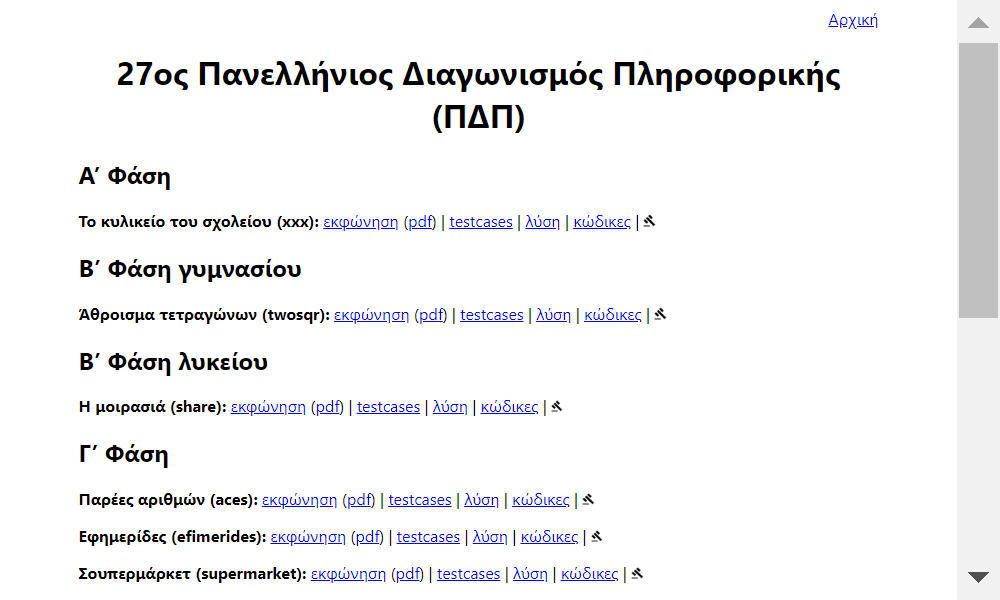 Αρχική
27ος Πανελλήνιος Διαγωνισμός Πληροφορικής
(ΠΔΠ)
Α΄ Φάση
Το κυλικείο του σχολείου (xxx): εκφώνηση (pdf) | testcases | λύση | κώδικες |
Β΄ Φάση γυμνασίου
Άθροισμα τετραγώνων (twosqr): εκφώνηση (pdf) | testcases | λύση | κώδικες |
Β΄ Φάση λυκείου
Η μοιρασιά (share): εκφώνηση (pdf) | testcases | λύση | κώδικες |
Γ΄ Φάση
Παρέες αριθμών (aces): εκφώνηση (pdf) | testcases | λύση | κώδικες |
Εφημερίδες (efimerides): εκφώνηση (pdf) | testcases | λύση | κώδικες |
Σουπερμάρκετ (supermarket): εκφώνηση (pdf) | testcases | λύση | κώδικες |